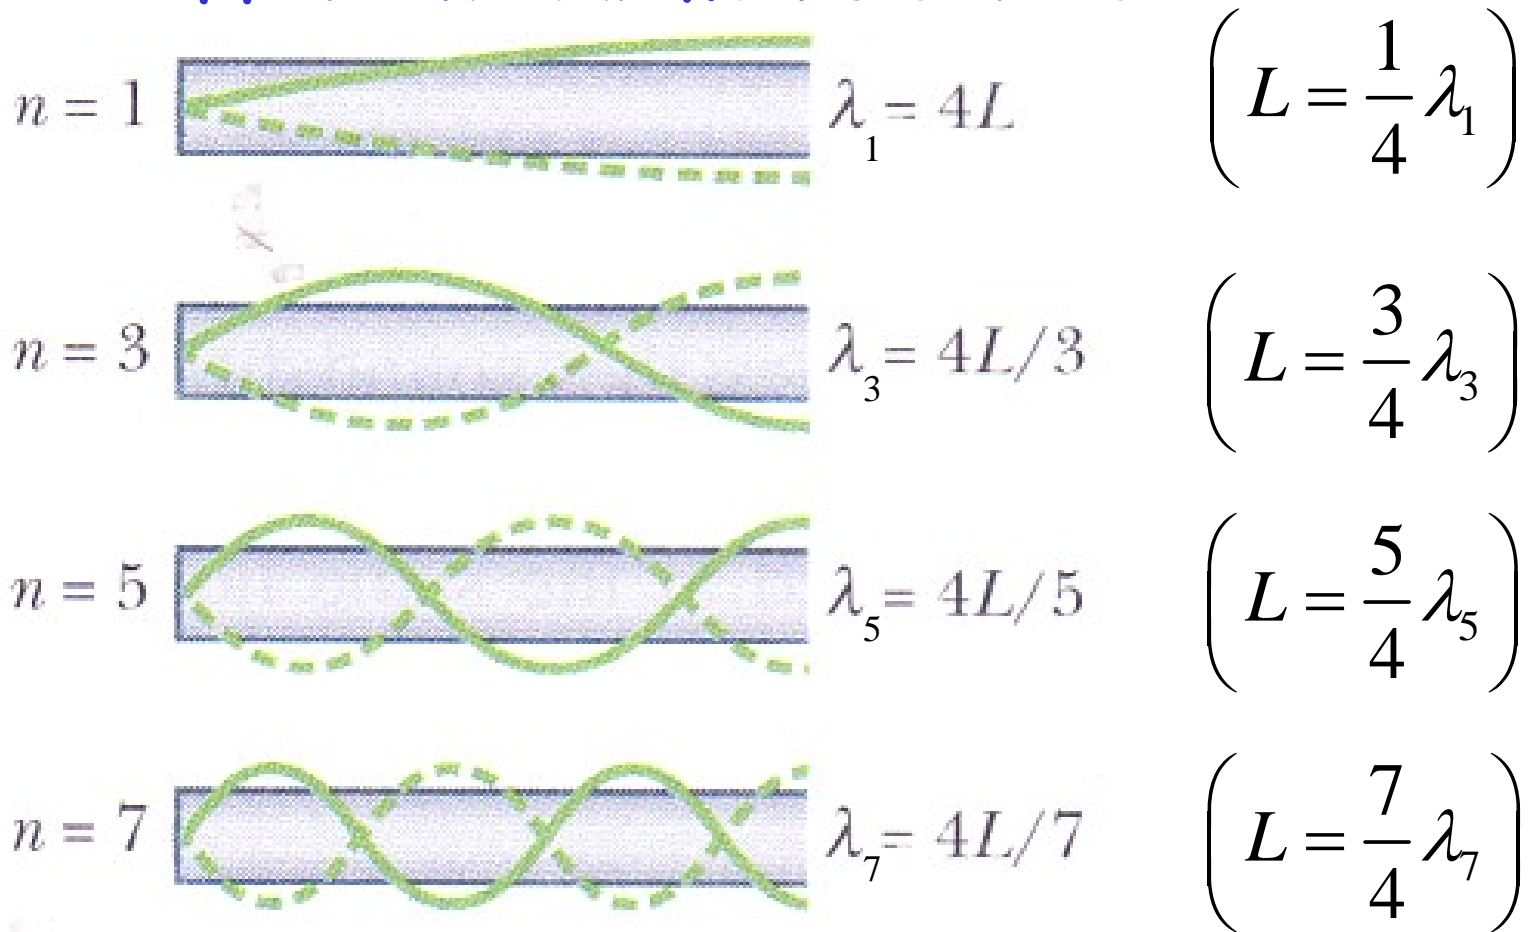 n = 1 λ₁ = 4L (L = 1/4 λ₁)
n = 3 λ₃ = 4L/3 (L = 3/4 λ₃)
n = 5 λ₅ = 4L/5 (L = 5/4 λ₅)
n = 7 λ₇ = 4L/7 (L = 7/4 λ₇)